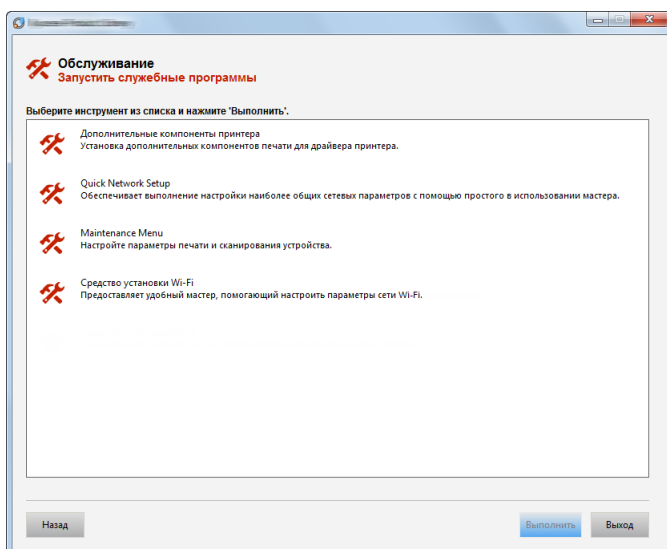 Обслуживание
Запустить служебные программы
Выберите инструмент из списка и нажмите 'Выполнить'.
Дополнительные компоненты принтера
Установка дополнительных компонентов печати для драйвера принтера.
Quick Network Setup
Обеспечивает выполнение настройки наиболее общих сетевых параметров с помощью простого в использовании мастера.
Maintenance Menu
Настройте параметры печати и сканирования устройства.
Средство установки Wi-Fi
Предоставляет удобный мастер, помогающий настроить параметры сети Wi-Fi.
Назад
Выполнить
Выход